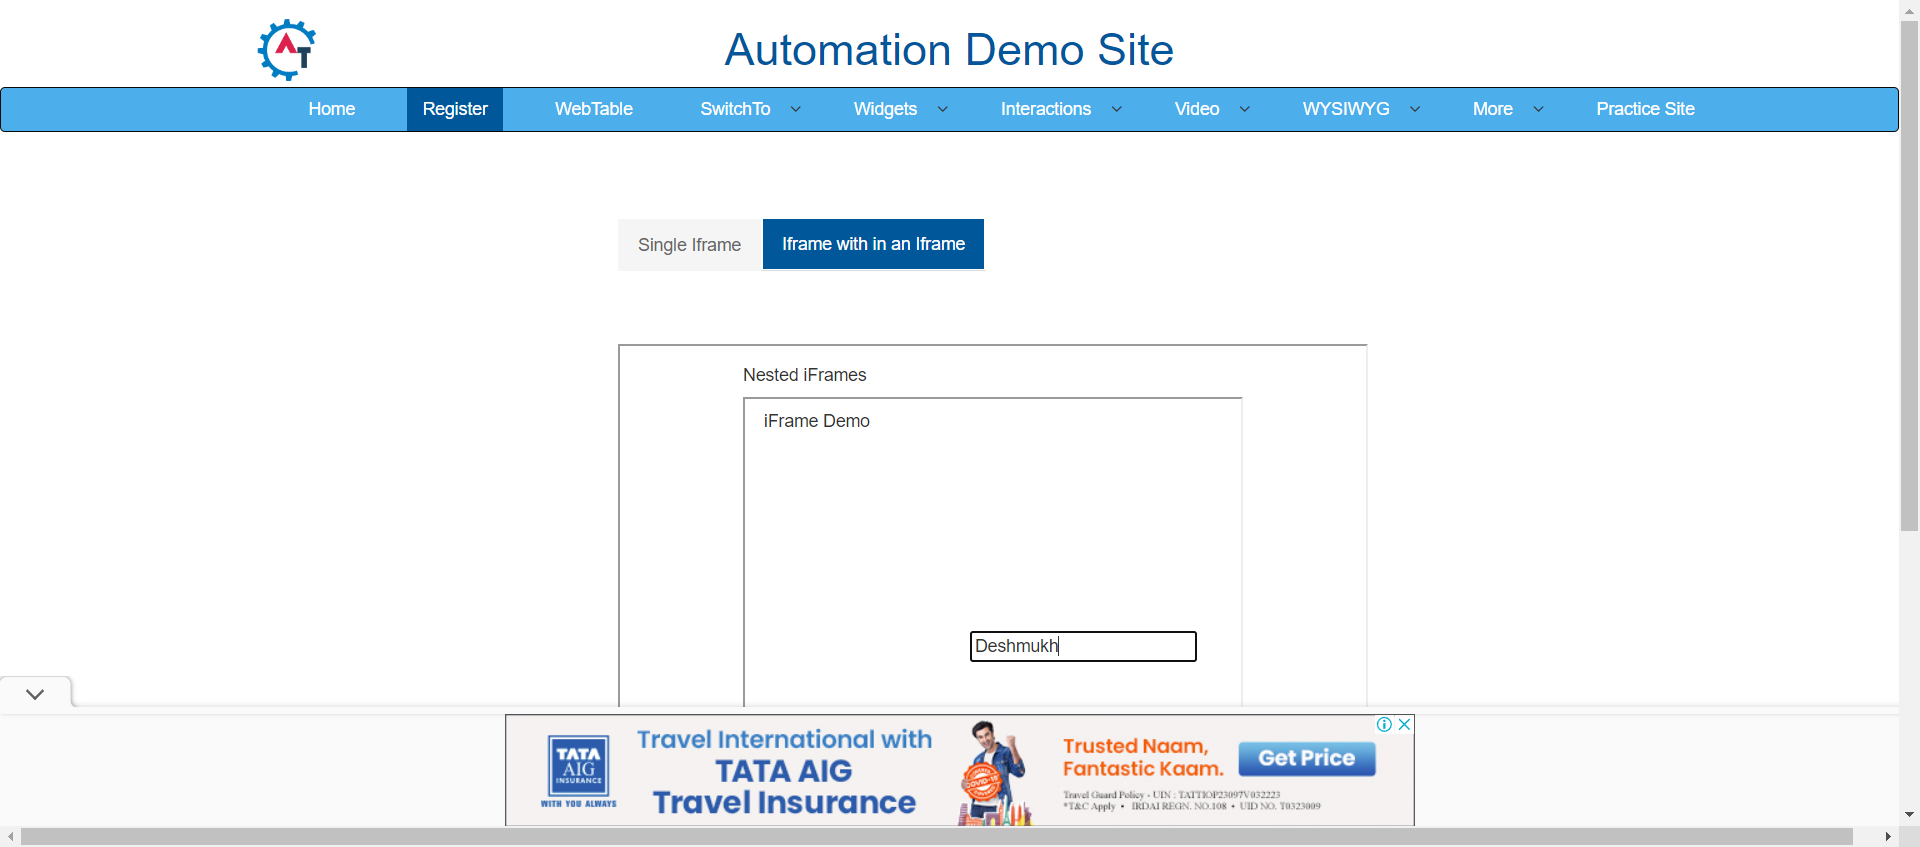 AT
Automation Demo Site
Home Register WebTable SwitchTo Widgets Interactions Video WYSIWYG More Practice Site
Single Iframe Iframe with in an Iframe
Nested iFrames
iFrame Demo
Deshmukh
TATA
AIG
INSURANCE
WITH YOU ALWAYS
Travel International with
TATA AIG
Travel Insurance
COVID-19
Trusted Naam,
Fantastic Kaam.
Travel Guard Policy - UIN : TATTIOP23097V032223
*T&C Apply • IRDAI REGN. NO.108 • UID NO. T0323009
Get Price